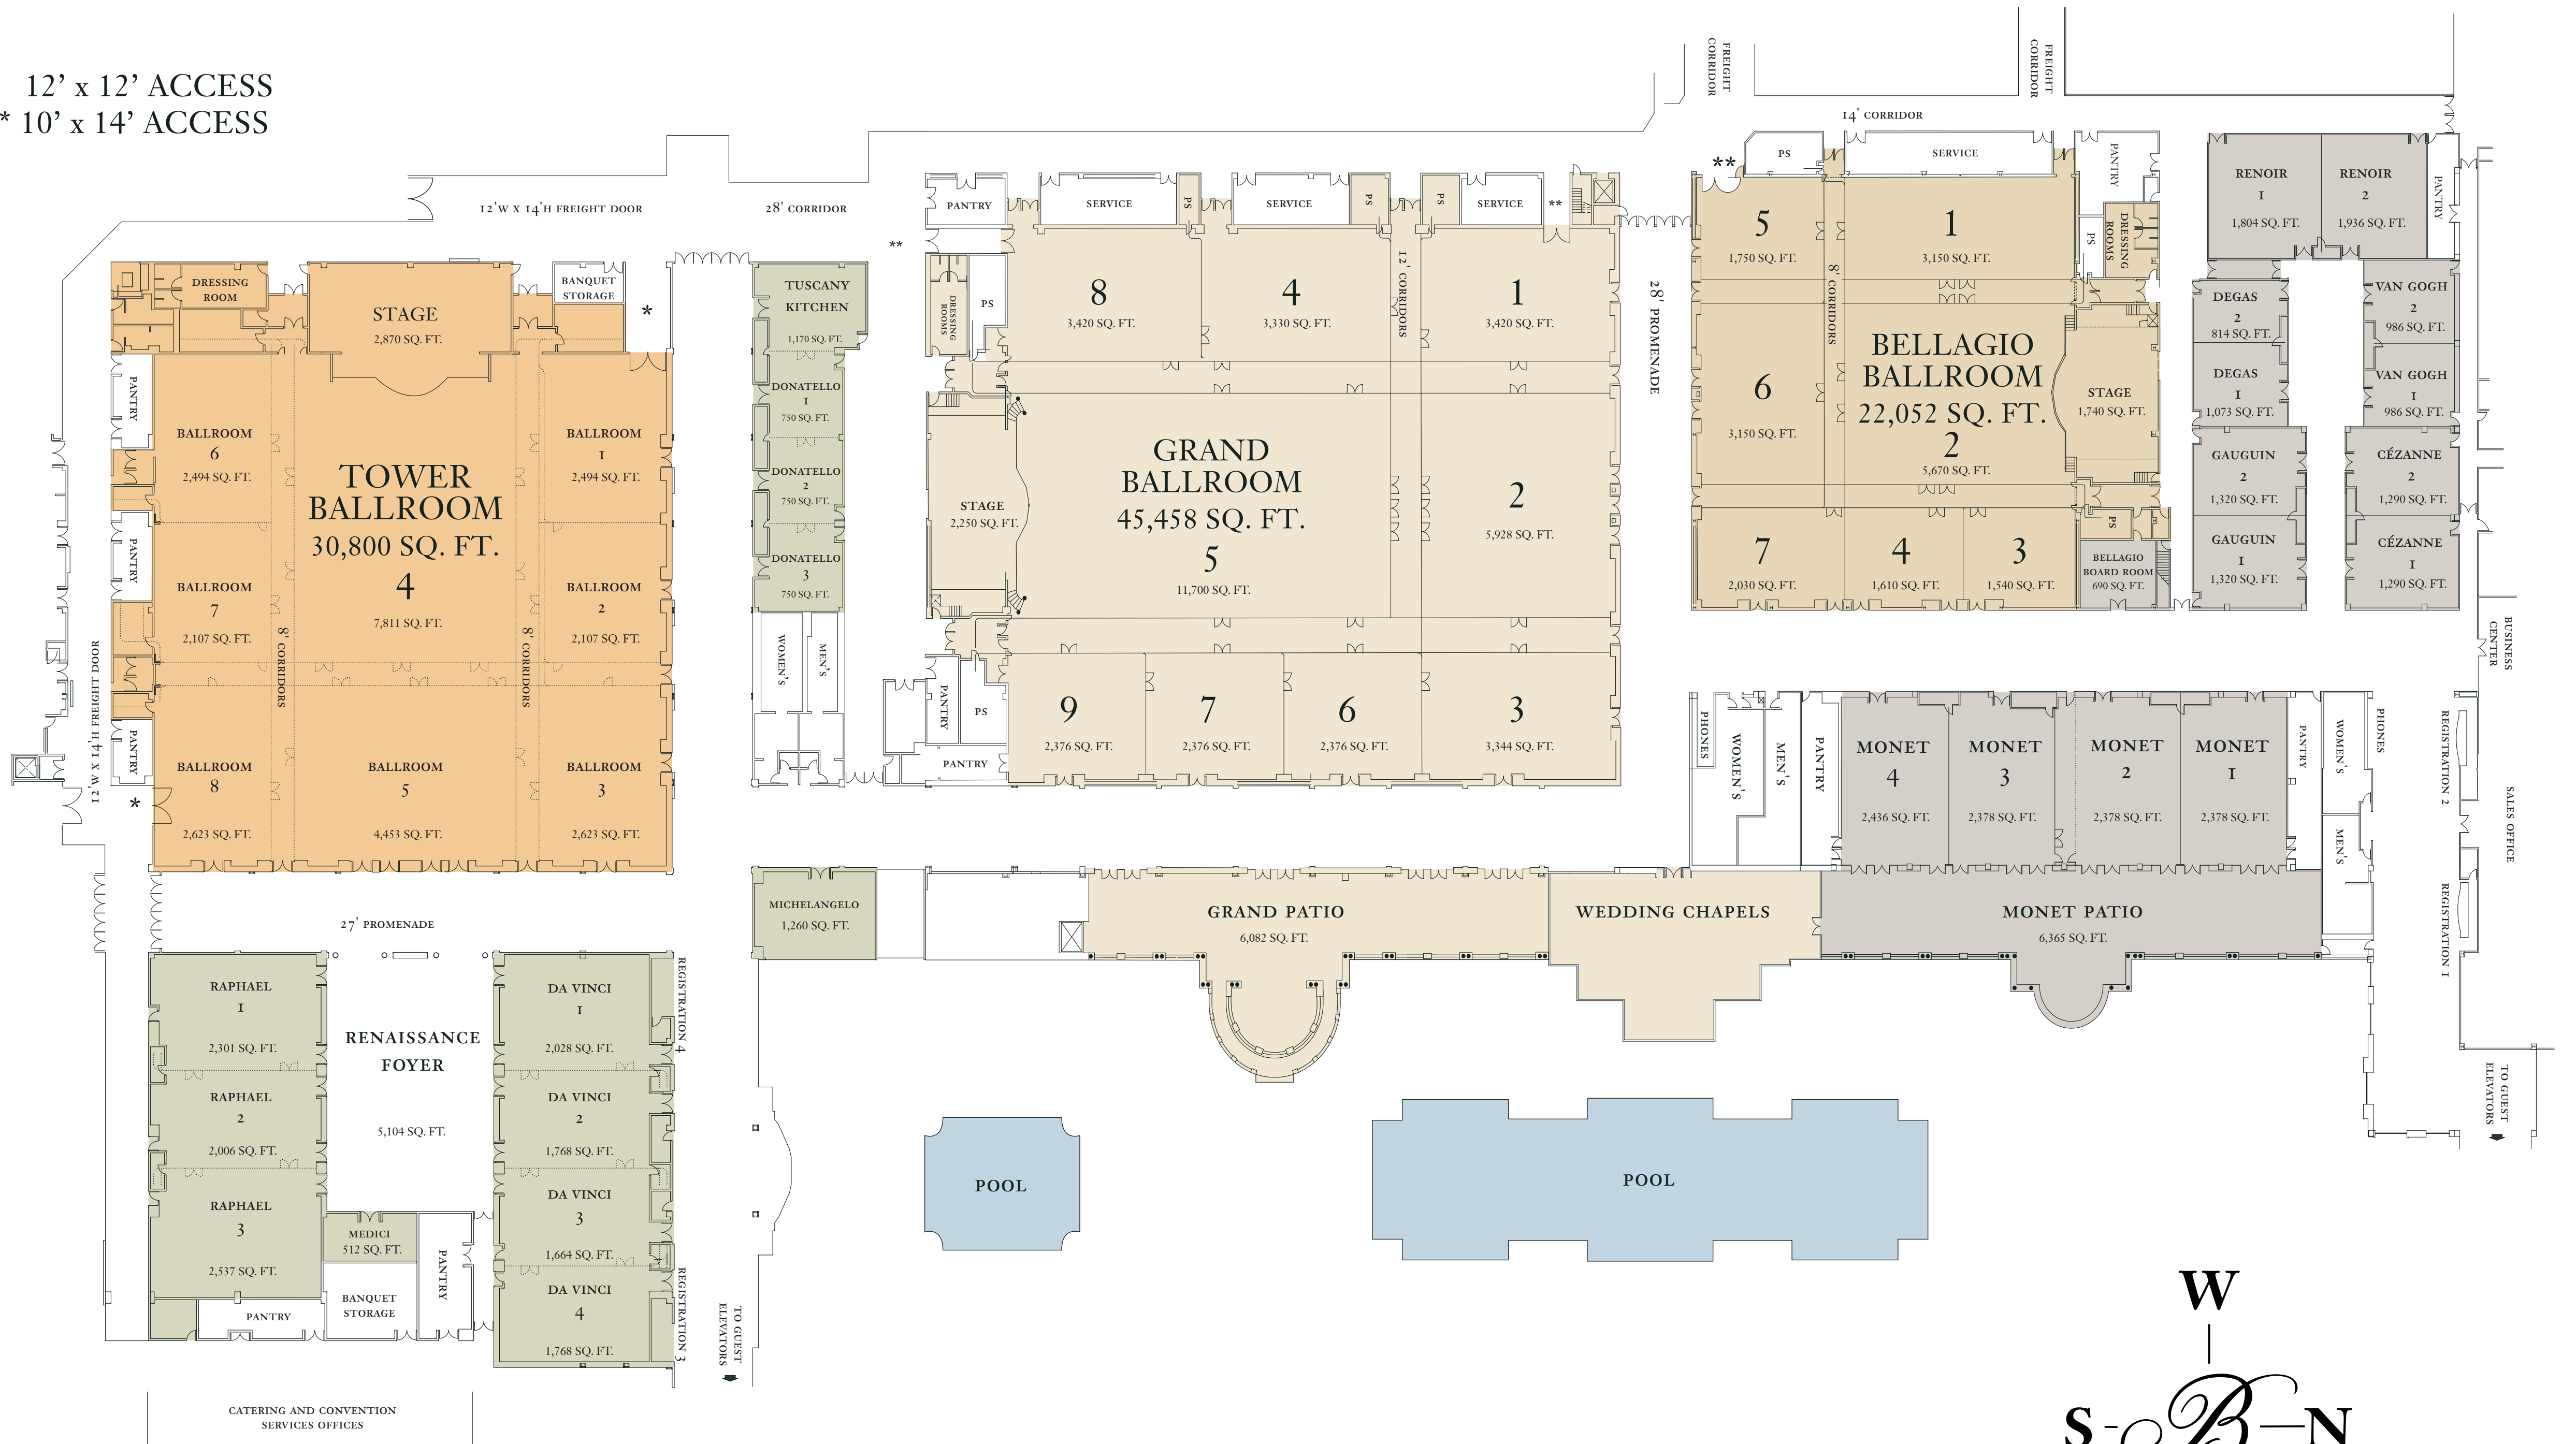 12’ x 12’ ACCESS
* 10’ x 14’ ACCESS
12'W X 14'H FREIGHT DOOR
28' CORRIDOR
FREIGHT
CORRIDOR
FREIGHT
CORRIDOR
14' CORRIDOR
DRESSING
ROOM
STAGE
2,870 SQ. FT.
BANQUET
STORAGE
*
PANTRY
PANTRY
PANTRY
BALLROOM
6
2,494 SQ. FT.
BALLROOM
1
2,494 SQ. FT.
TOWER
BALLROOM
30,800 SQ. FT.
4
7,811 SQ. FT.
BALLROOM
7
2,107 SQ. FT.
BALLROOM
2
2,107 SQ. FT.
8' CORRIDORS
8' CORRIDORS
12'W X 14'H FREIGHT DOOR
*
BALLROOM
8
2,623 SQ. FT.
BALLROOM
5
4,453 SQ. FT.
BALLROOM
3
2,623 SQ. FT.
TUSCANY
KITCHEN
1,170 SQ. FT.
DONATELLO
1
750 SQ. FT.
DONATELLO
2
750 SQ. FT.
DONATELLO
3
750 SQ. FT.
WOMEN'S
MEN'S
**
PANTRY
SERVICE
PS
SERVICE
PS
PS
SERVICE
**
DRESSING
ROOMS
PS
8
3,420 SQ. FT.
4
3,330 SQ. FT.
12' CORRIDORS
1
3,420 SQ. FT.
STAGE
2,250 SQ. FT.
GRAND
BALLROOM
45,458 SQ. FT.
5
11,700 SQ. FT.
2
5,928 SQ. FT.
PANTRY
PS
PANTRY
9
2,376 SQ. FT.
7
2,376 SQ. FT.
6
2,376 SQ. FT.
3
3,344 SQ. FT.
28' PROMENADE
**
PS
SERVICE
PANTRY
PS
DRESSING
ROOMS
5
1,750 SQ. FT.
8' CORRIDORS
1
3,150 SQ. FT.
6
3,150 SQ. FT.
BELLAGIO
BALLROOM
22,052 SQ. FT.
2
5,670 SQ. FT.
STAGE
1,740 SQ. FT.
7
2,030 SQ. FT.
4
1,610 SQ. FT.
3
1,540 SQ. FT.
PS
BELLAGIO
BOARD ROOM
690 SQ. FT.
RENOIR
1
1,804 SQ. FT.
RENOIR
2
1,936 SQ. FT.
PANTRY
DEGAS
2
814 SQ. FT.
VAN GOGH
2
986 SQ. FT.
DEGAS
1
1,073 SQ. FT.
VAN GOGH
1
986 SQ. FT.
GAUGUIN
2
1,320 SQ. FT.
CÉZANNE
2
1,290 SQ. FT.
GAUGUIN
1
1,320 SQ. FT.
CÉZANNE
1
1,290 SQ. FT.
BUSINESS
CENTER
PHONES
WOMEN'S
MEN'S
PANTRY
MONET
4
2,436 SQ. FT.
MONET
3
2,378 SQ. FT.
MONET
2
2,378 SQ. FT.
MONET
1
2,378 SQ. FT.
PANTRY
WOMEN'S
MEN'S
PHONES
REGISTRATION 2
SALES OFFICE
REGISTRATION 1
27' PROMENADE
MICHELANGELO
1,260 SQ. FT.
GRAND PATIO
6,082 SQ. FT.
WEDDING CHAPELS
MONET PATIO
6,365 SQ. FT.
RAPHAEL
1
2,301 SQ. FT.
RENAISSANCE
FOYER
5,104 SQ. FT.
DA VINCI
1
2,028 SQ. FT.
REGISTRATION 4
RAPHAEL
2
2,006 SQ. FT.
DA VINCI
2
1,768 SQ. FT.
RAPHAEL
3
2,537 SQ. FT.
MEDICI
512 SQ. FT.
PANTRY
DA VINCI
3
1,664 SQ. FT.
BANQUET
STORAGE
PANTRY
DA VINCI
4
1,768 SQ. FT.
REGISTRATION 3
TO GUEST
ELEVATORS
POOL
POOL
TO GUEST
ELEVATORS
CATERING AND CONVENTION
SERVICES OFFICES
W
S B N